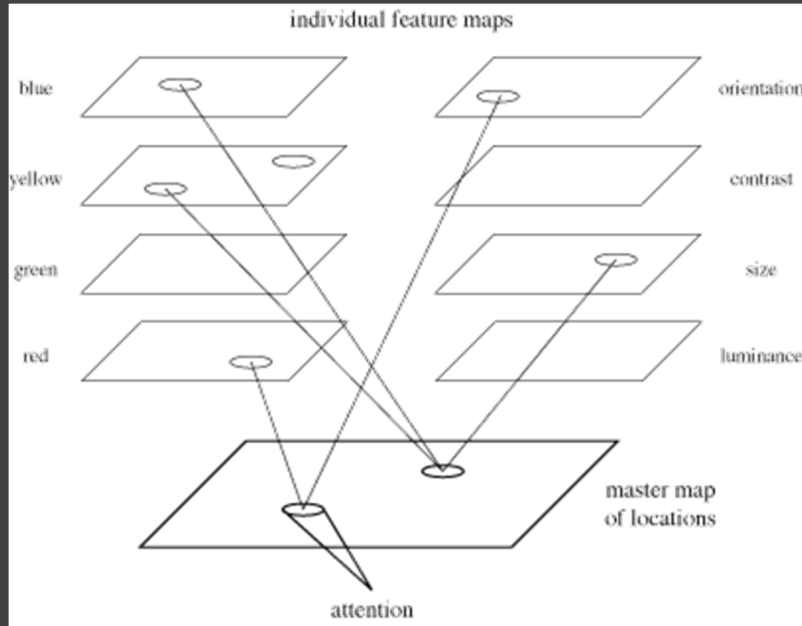 individual feature maps
blue
orientation
yellow
contrast
green
size
red
luminance
master map
of locations
attention